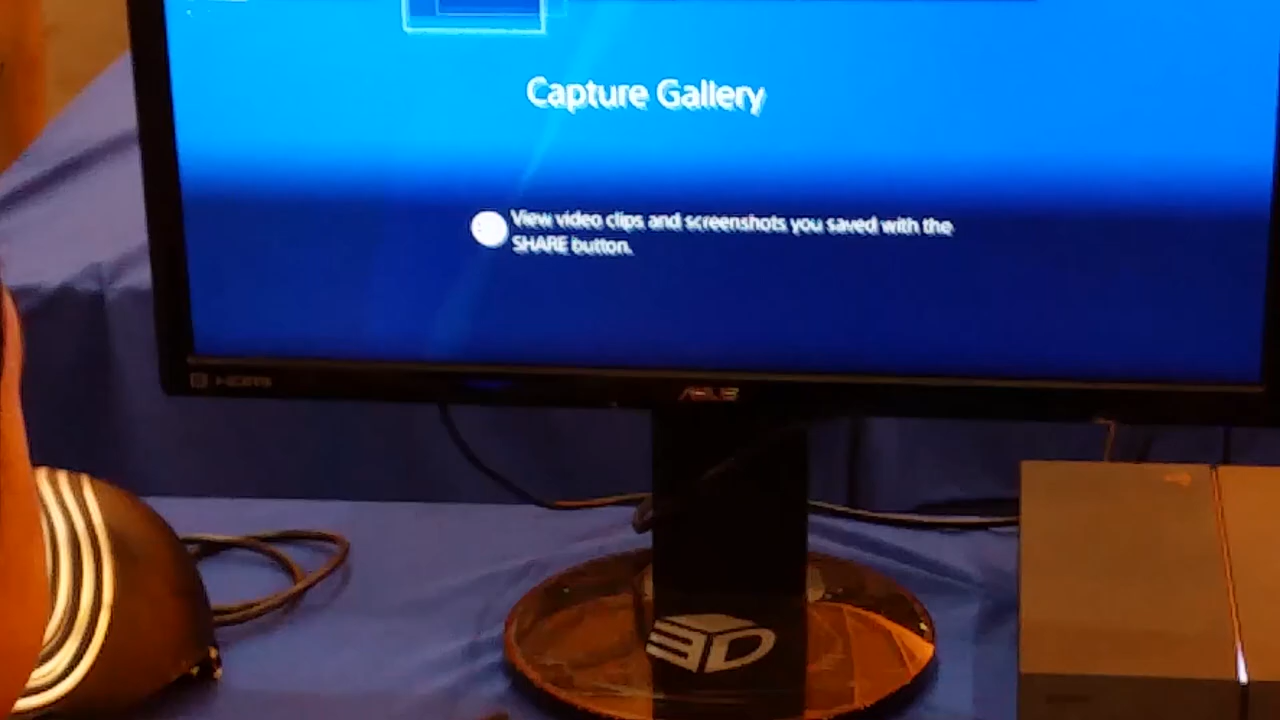 Capture Gallery
View video clips and screenshots you saved with the
SHARE button.
HDMI
ASUS
3D